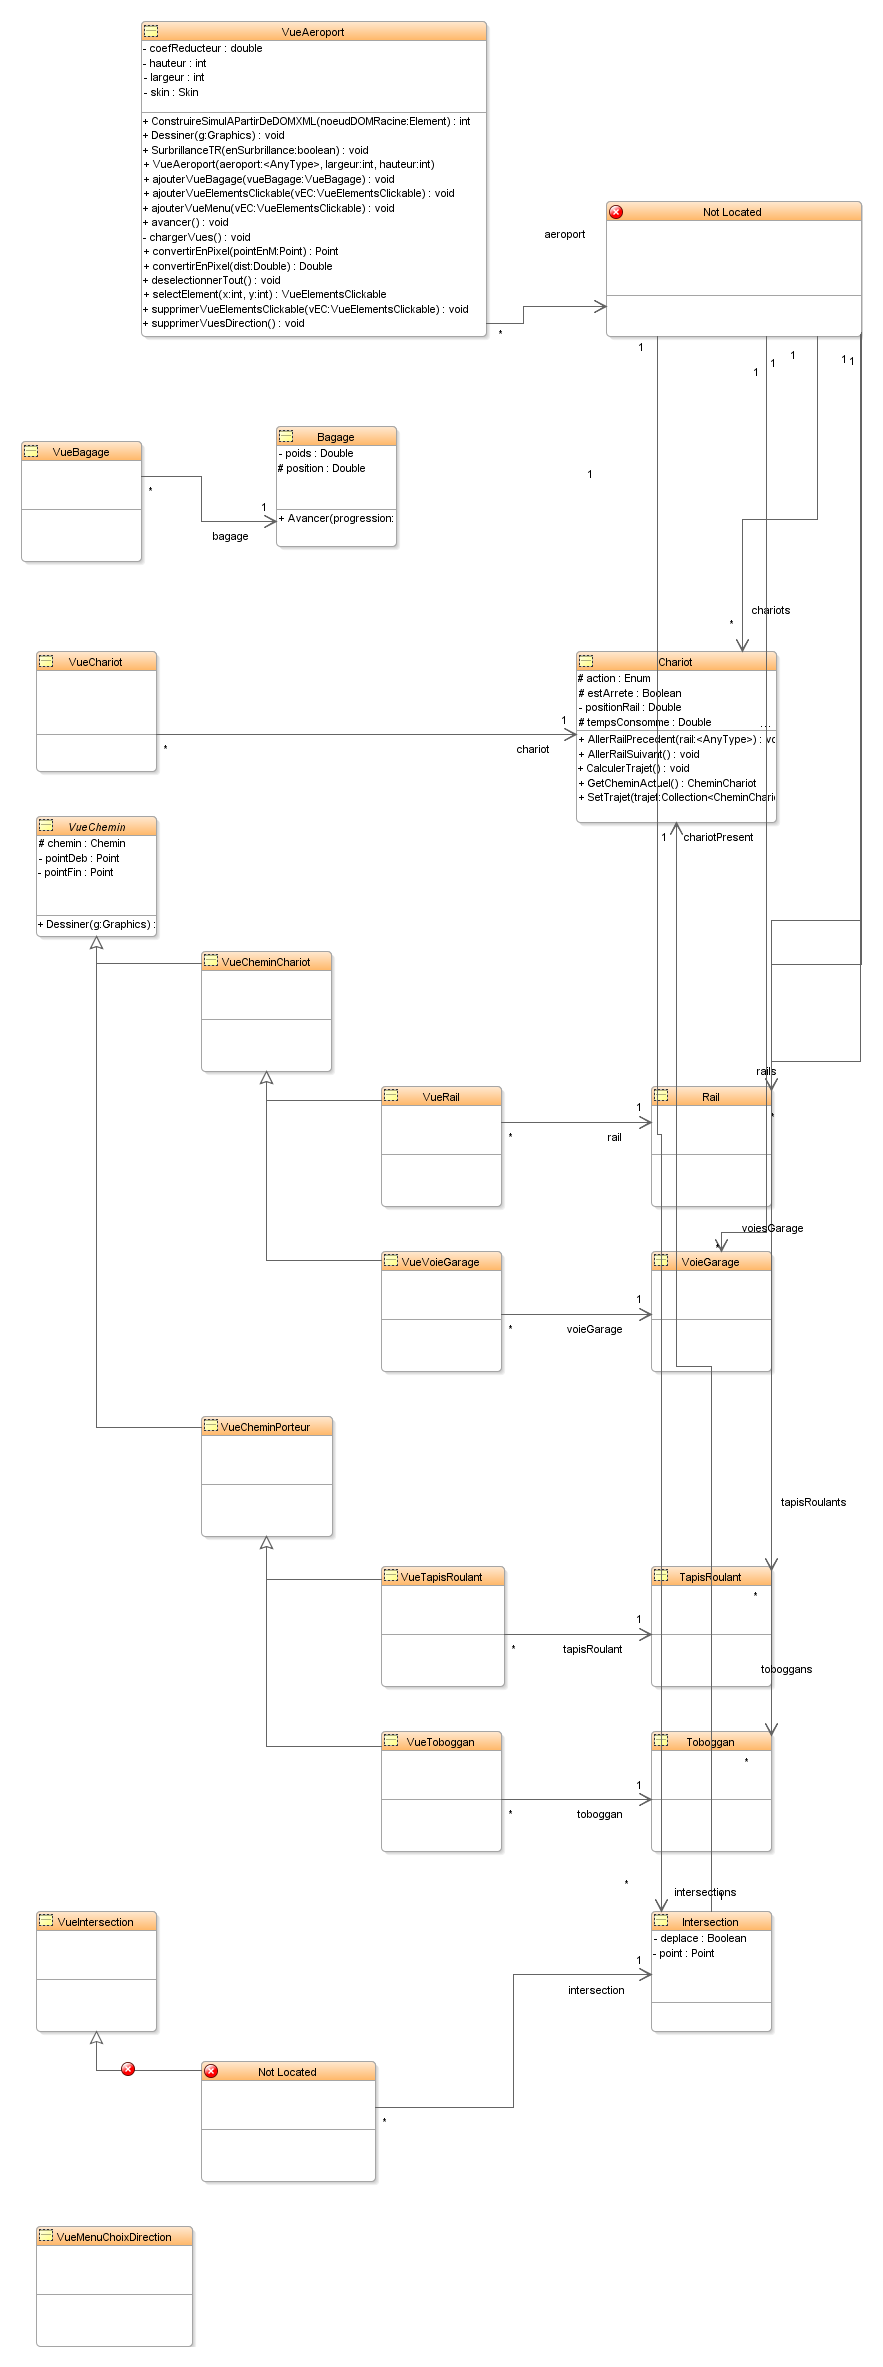 VueAeroport
- coefReducteur : double
- hauteur : int
- largeur : int
- skin : Skin
+ ConstruireSimulAPartirDeDOMXML(noeudDOMRacine:Element) : int
+ Dessiner(g:Graphics) : void
+ SurbrillanceTR(enSurbrillance:boolean) : void
+ VueAeroport(aeroport:<AnyType>, largeur:int, hauteur:int)
+ ajouterVueBagage(vueBagage:VueBagage) : void
+ ajouterVueElementsClickable(vEC:VueElementsClickable) : void
+ ajouterVueMenu(vEC:VueElementsClickable) : void
+ avancer() : void
- chargerVues() : void
+ convertirEnPixel(pointEnM:Point) : Point
+ convertirEnPixel(dist:Double) : Double
+ deselectionnerTout() : void
+ selectElement(x:int, y:int) : VueElementsClickable
+ supprimerVueElementsClickable(vEC:VueElementsClickable) : void
+ supprimerVuesDirection() : void
*
aeroport
Not Located
1
1
1
1
1
1
1
VueBagage
*
1
bagage
Bagage
- poids : Double
# position : Double
+ Avancer(progression:
chariots
*
VueChariot
*
1
chariot
Chariot
# action : Enum
# estArrete : Boolean
- positionRail : Double
# tempsConsomme : Double ...
+ AllerRailPrecedent(rail:<AnyType>) : vo
+ AllerRailSuivant() : void
+ CalculerTrajet() : void
+ GetCheminActuel() : CheminChariot
+ SetTrajet(trajet:Collection<CheminChari
1 chariotPresent
VueChemin
# chemin : Chemin
- pointDeb : Point
- pointFin : Point
+ Dessiner(g:Graphics) :
VueCheminChariot
rails
*
VueRail
*
1
rail
Rail
voiesGarage
*
VueVoieGarage
*
1
voieGarage
VoieGarage
VueCheminPorteur
tapisRoulants
*
VueTapisRoulant
*
1
tapisRoulant
TapisRoulant
toboggans
*
VueToboggan
*
1
toboggan
Toboggan
*
intersections
1
VueIntersection
1
intersection
Intersection
- deplace : Boolean
- point : Point
Not Located
*
VueMenuChoixDirection